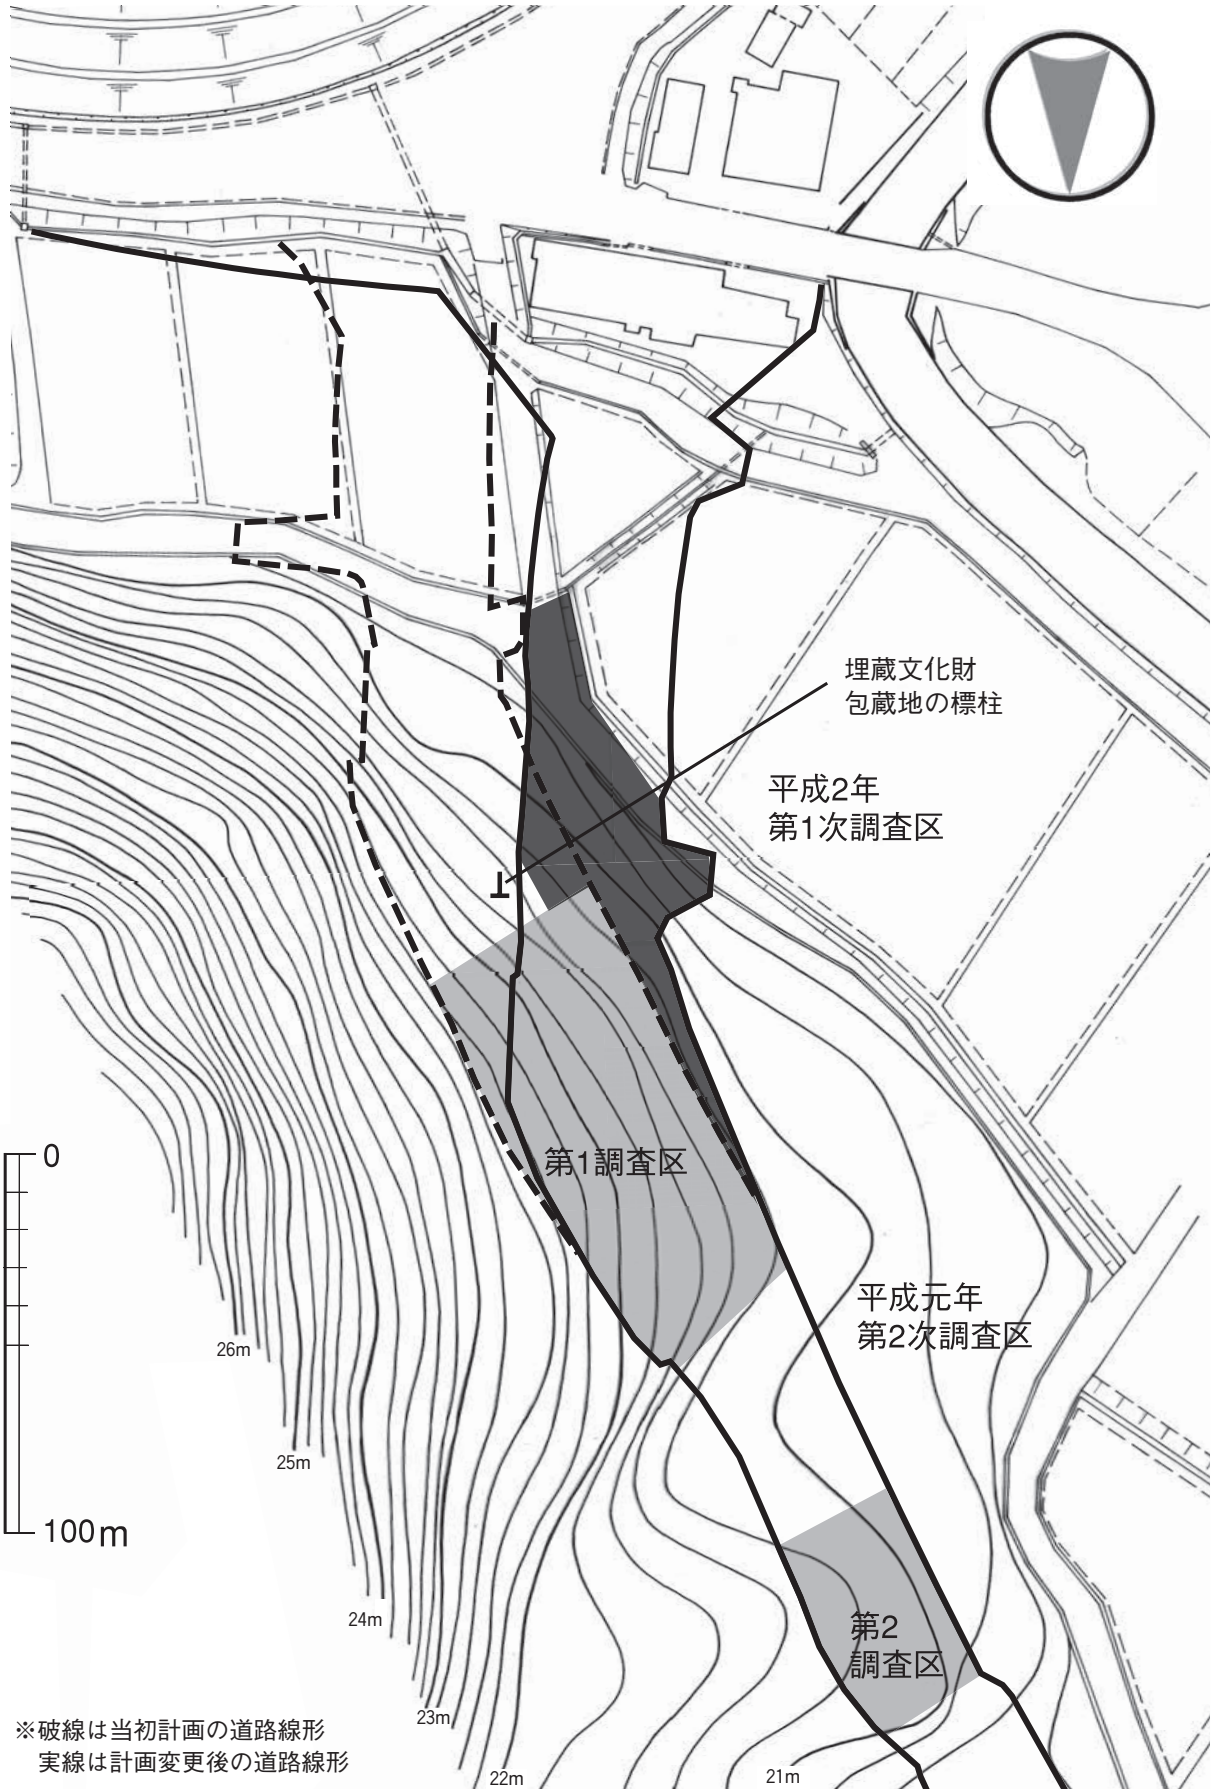 埋蔵文化財
包蔵地の標柱
平成2年
第1次調査区
0
第1調査区
平成元年
第2次調査区
26m
25m
100m
24m
第2
調査区
23m
※破線は当初計画の道路線形
実線は計画変更後の道路線形
22m
21m